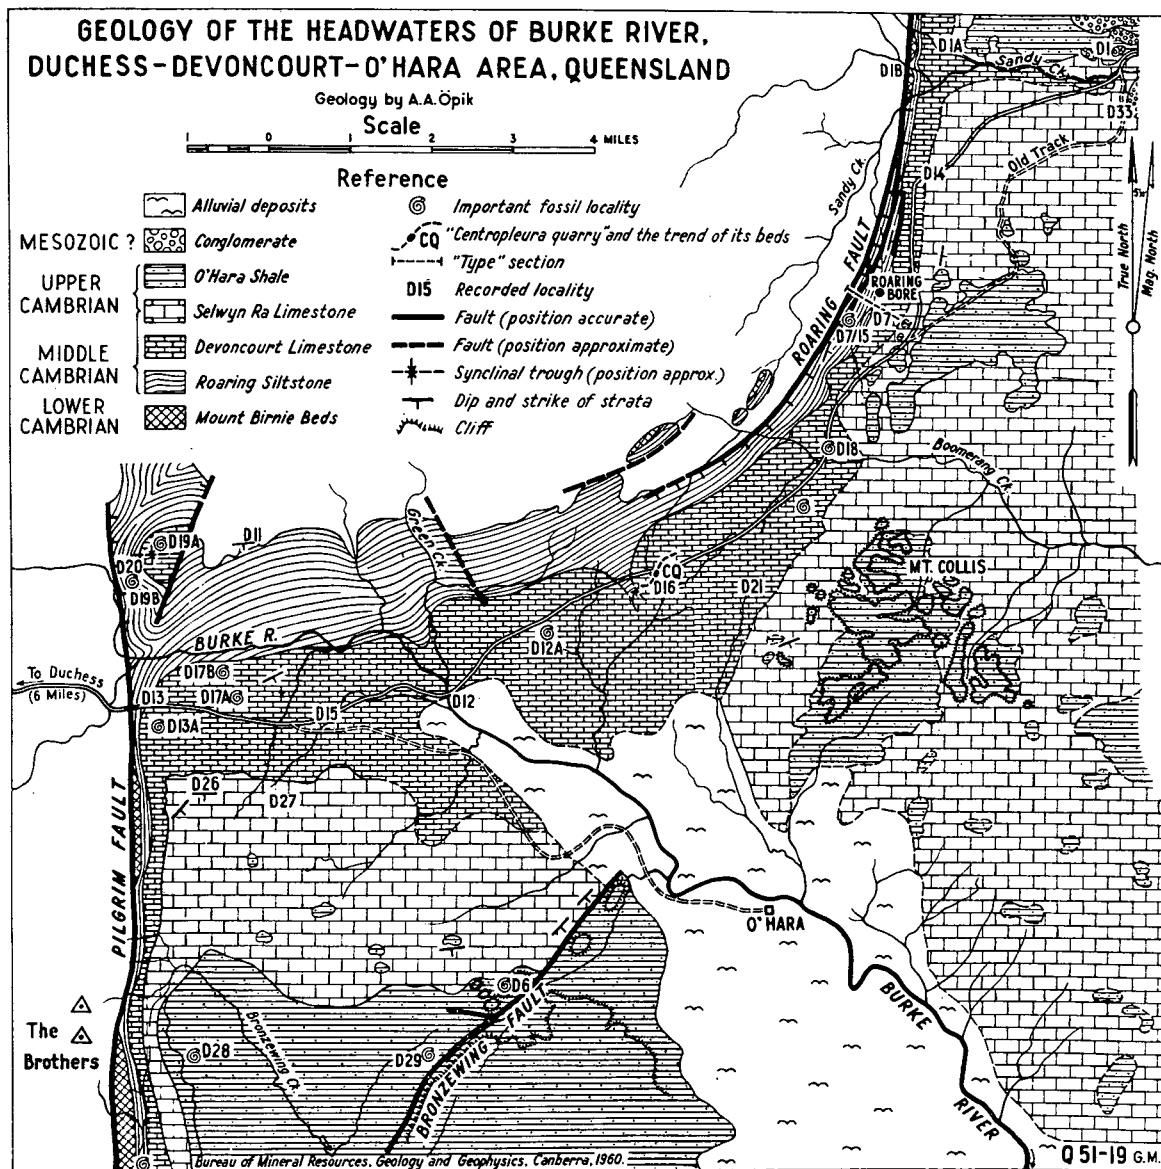 GEOLOGY OF THE HEADWATERS OF BURKE RIVER,
DUCHESS-DEVONCOURT-O'HARA AREA, QUEENSLAND
Geology by A.A.Öpik
Scale
1 0 1 2 3 4 MILES
Reference
Alluvial deposits
MESOZOIC ?
Conglomerate
UPPER
CAMBRIAN
O'Hara Shale
Selwyn Ra Limestone
MIDDLE
CAMBRIAN
Devoncourt Limestone
Roaring Siltstone
LOWER
CAMBRIAN
Mount Birnie Beds
Important fossil locality
CQ "Centropleura quarry" and the trend of its beds
"Type" section
D15 Recorded locality
Fault (position accurate)
Fault (position approximate)
Synclinal trough (position approx.)
Dip and strike of strata
Cliff
D1A
D1
Sandy Ck.
D1B
D33
Old Track
D14
5°
True North
Mag. North
Sandy Ck.
ROARING FAULT
ROARING
BORE
D7
D7/15
D18
Boomerang Ck.
D19A
D11
D20
D19B
Green Ck.
CQ
D16
D21
MT. COLLIS
BURKE R.
D12A
To Duchess
(6 Miles)
D17B
D13
D17A
D15
D12
D13A
D26
D27
PILGRIM FAULT
O'HARA
BURKE RIVER
D6
BRONZEWING FAULT
The
Brothers
Bronzewing Ck.
D28
D29
Bureau of Mineral Resources, Geology and Geophysics, Canberra, 1960.
Q 51-19 G.M.